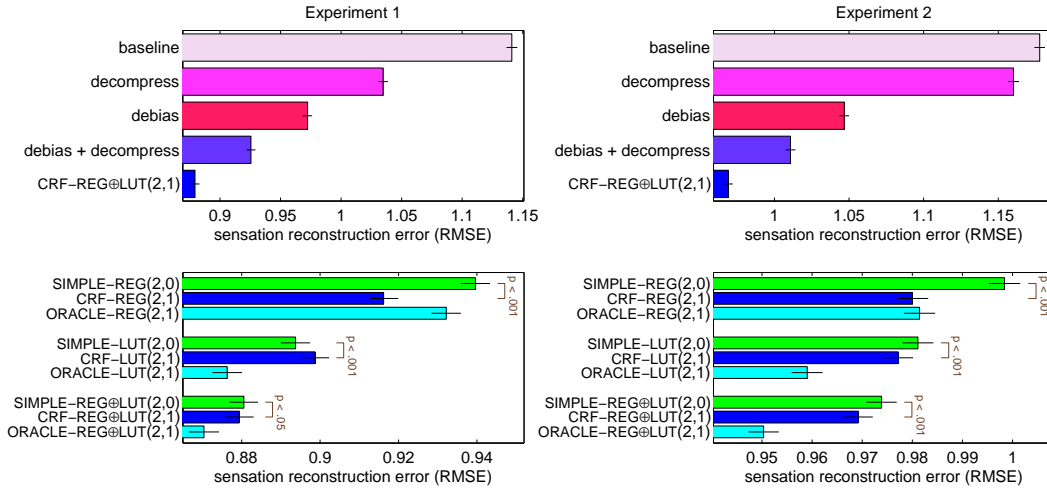 Experiment 1
baseline
decompress
debias
debias + decompress
CRF−REG⊕LUT(2,1)
0.9 0.95 1 1.05 1.1 1.15
sensation reconstruction error (RMSE)
Experiment 2
baseline
decompress
debias
debias + decompress
CRF−REG⊕LUT(2,1)
1 1.05 1.1 1.15
sensation reconstruction error (RMSE)
SIMPLE−REG(2,0)
CRF−REG(2,1)
ORACLE−REG(2,1)
SIMPLE−LUT(2,0)
CRF−LUT(2,1)
ORACLE−LUT(2,1)
SIMPLE−REG⊕LUT(2,0)
CRF−REG⊕LUT(2,1)
ORACLE−REG⊕LUT(2,1)
p < .001
p < .001
p < .05
0.88 0.9 0.92 0.94
sensation reconstruction error (RMSE)
SIMPLE−REG(2,0)
CRF−REG(2,1)
ORACLE−REG(2,1)
SIMPLE−LUT(2,0)
CRF−LUT(2,1)
ORACLE−LUT(2,1)
SIMPLE−REG⊕LUT(2,0)
CRF−REG⊕LUT(2,1)
ORACLE−REG⊕LUT(2,1)
p < .001
p < .001
p < .001
0.95 0.96 0.97 0.98 0.99 1
sensation reconstruction error (RMSE)